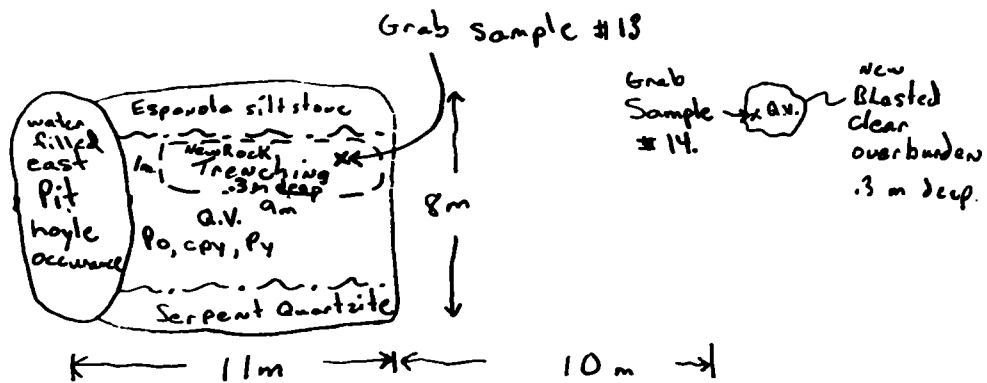 Grab Sample #13
Espanola siltstone
water
filled
east
Pit
hoyle
occurance
New Rock
Trenching
.3m deep
1m
9m
Q.V.
Po, cpy, Py
Serpent Quartzite
8m
11m
10m
Grab
Sample
#14.
x Q.V.
New
Blasted
clear
overburden
.3 m deep.